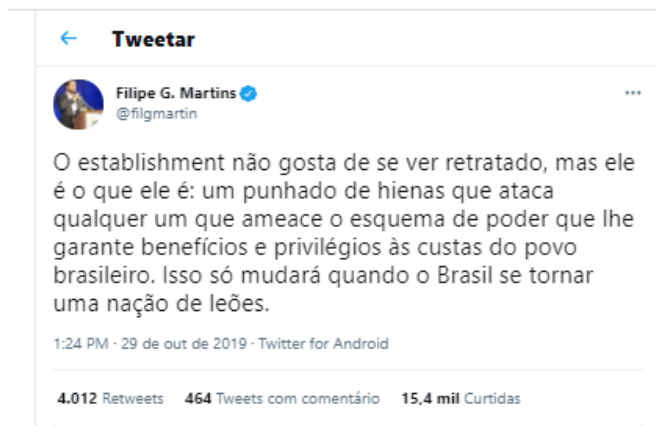 Tweetar
Filipe G. Martins
@filgmartin
O establishment não gosta de se ver retratado, mas ele
é o que ele é: um punhado de hienas que ataca
qualquer um que ameace o esquema de poder que lhe
garante benefícios e privilégios às custas do povo
brasileiro. Isso só mudará quando o Brasil se tornar
uma nação de leões.
1:24 PM · 29 de out de 2019 · Twitter for Android
4.012 Retweets 464 Tweets com comentário 15,4 mil Curtidas